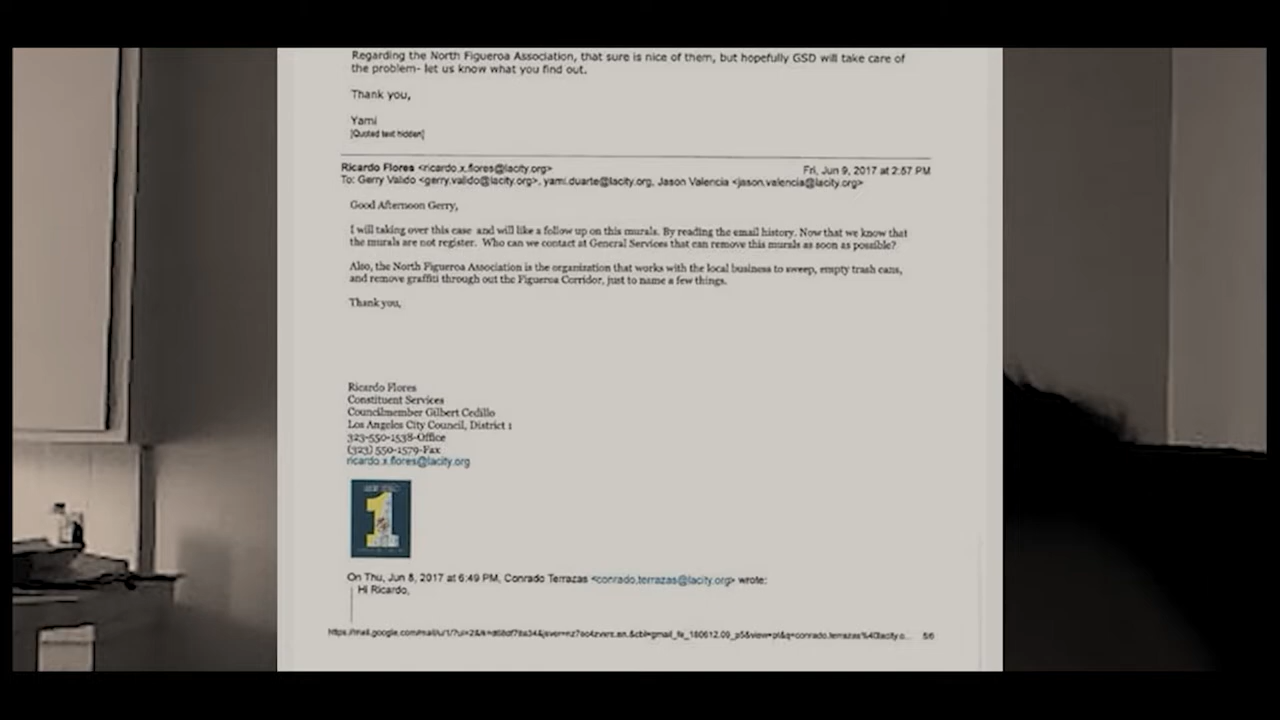 Regarding the North Figueroa Association, that sure is nice of them, but hopefully GSD will take care of
the problem- let us know what you find out.
Thank you,
Yami
[Quoted text hidden]
Ricardo Flores <ricardo.x.flores@lacity.org> Fri, Jun 9, 2017 at 2:57 PM
To: Gerry Valido <gerry.valido@lacity.org>, yami.duarte@lacity.org, Jason Valencia <jason.valencia@lacity.org>
Good Afternoon Gerry,
I will taking over this case and will like a follow up on this murals. By reading the email history. Now that we know that
the murals are not register. Who can we contact at General Services that can remove this murals as soon as possible?
Also, the North Figueroa Association is the organization that works with the local business to sweep, empty trash cans,
and remove graffiti through out the Figueroa Corridor, just to name a few things.
Thank you,
Ricardo Flores
Constituent Services
Councilmember Gilbert Cedillo
Los Angeles City Council, District 1
323-550-1538-Office
(323) 550-1579-Fax
ricardo.x.flores@lacity.org
1
On Thu, Jun 8, 2017 at 6:49 PM, Conrado Terrazas <conrado.terrazas@lacity.org> wrote:
Hi Ricardo,
5/6